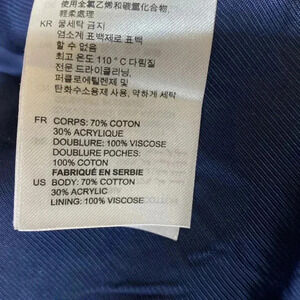 使用全氯乙烯和碳氫化合物,
輕柔處理
KR 물세탁 금지
염소계 표백제로 표백
할 수 없음
최고 온도 110°C 다림질
전문 드라이클리닝,
퍼클로로에틸렌제 및
탄화수소용제 사용, 약하게 세탁
FR CORPS: 70% COTON
30% ACRYLIQUE
DOUBLURE: 100% VISCOSE
DOUBLURE POCHES:
100% COTON
FABRIQUÉ EN SERBIE
US BODY: 70% COTTON
30% ACRYLIC
LINING: 100% VISCOSE